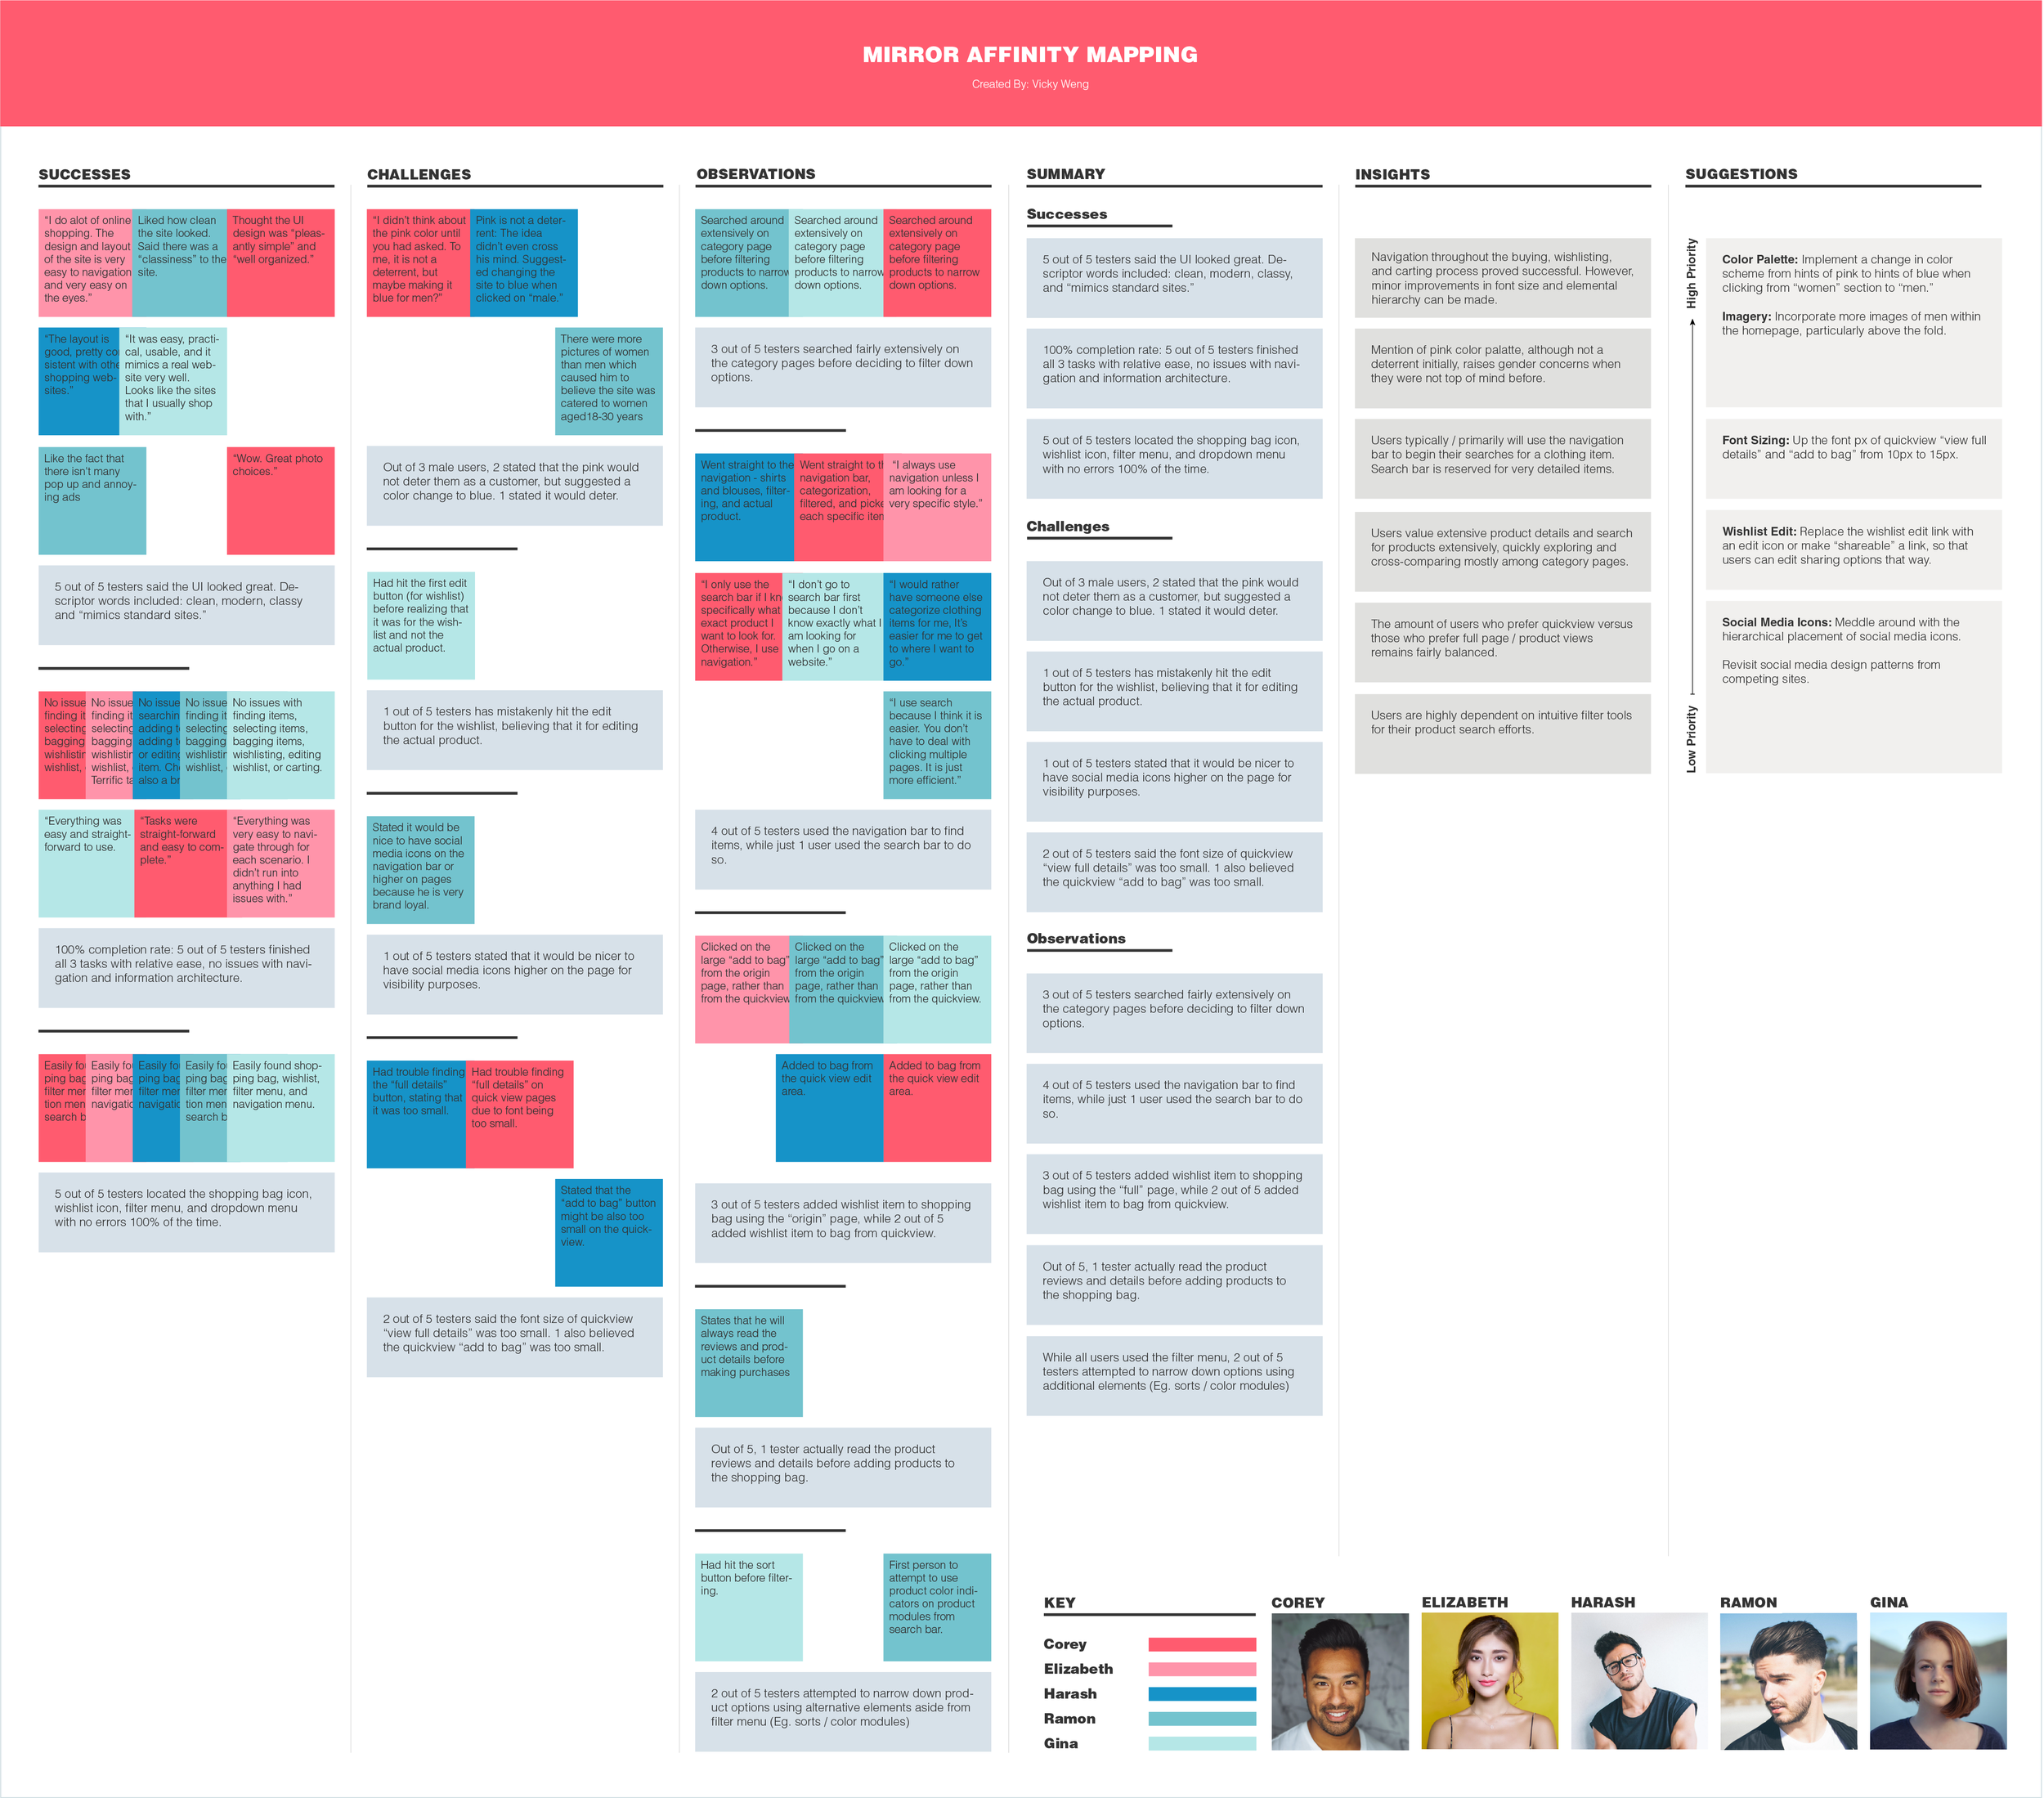 MIRROR AFFINITY MAPPING
Created By: Vicky Weng
SUCCESSES
“I do alot of online
shopping. The
design and layout
of the site is very
easy to navigation
and very easy on
the eyes.”
Liked how clean
the site looked.
Said there was a
“classiness” to the
site.
Thought the UI
design was “pleas-
antly simple” and
“well organized.”
“The layout is
good, pretty co
sistent with othe
shopping web-
sites.”
“It was easy, practi-
cal, usable, and it
mimics a real web-
site very well.
Looks like the sites
that I usually shop
with.”
Like the fact that
there isn’t many
pop up and annoy-
ing ads
“Wow. Great photo
choices.”
5 out of 5 testers said the UI looked great. De-
scriptor words included: clean, modern, classy
and “mimics standard sites.”
No issue
finding it
selecting
bagging
wishlistin
wishlist,
No issue
finding it
selecting
bagging
wishlistin
wishlist,
Terrific ta
No issue
searchin
adding t
adding t
or editing
item. Ch
also a br
No issue
finding it
selecting
bagging
wishlistin
wishlist,
No issues with
finding items,
selecting items,
bagging items,
wishlisting, editing
wishlist, or carting.
“Everything was
easy and straight-
forward to use.
“Tasks were
straight-forward
and easy to com-
plete.”
“Everything was
very easy to navi-
gate through for
each scenario. I
didn’t run into
anything I had
issues with.”
100% completion rate: 5 out of 5 testers finished
all 3 tasks with relative ease, no issues with navi-
gation and information architecture.
Easily fo
ping bag
filter mer
tion men
search b
Easily fo
ping bag
filter mer
navigatio
Easily fo
ping bag
filter mer
navigatio
Easily fo
ping bag
filter mer
tion men
search b
Easily found shop-
ping bag, wishlist,
filter menu, and
navigation menu.
5 out of 5 testers located the shopping bag icon,
wishlist icon, filter menu, and dropdown menu
with no errors 100% of the time.
CHALLENGES
“I didn’t think about
the pink color until
you had asked. To
me, it is not a
deterrent, but
maybe making it
blue for men?”
Pink is not a deter-
rent: The idea
didn’t even cross
his mind. Suggest-
ed changing the
site to blue when
clicked on “male.”
There were more
pictures of women
than men which
caused him to
believe the site was
catered to women
aged18-30 years
Out of 3 male users, 2 stated that the pink would
not deter them as a customer, but suggested a
color change to blue. 1 stated it would deter.
Had hit the first edit
button (for wishlist)
before realizing that
it was for the wish-
list and not the
actual product.
1 out of 5 testers has mistakenly hit the edit
button for the wishlist, believing that it for editing
the actual product.
Stated it would be
nice to have social
media icons on the
navigation bar or
higher on pages
because he is very
brand loyal.
1 out of 5 testers stated that it would be nicer to
have social media icons higher on the page for
visibility purposes.
Had trouble finding
the “full details”
button, stating that
it was too small.
Had trouble finding
“full details” on
quick view pages
due to font being
too small.
Stated that the
“add to bag” button
might be also too
small on the quick-
view.
2 out of 5 testers said the font size of quickview
“view full details” was too small. 1 also believed
the quickview “add to bag” was too small.
OBSERVATIONS
Searched around
extensively on
category page
before filtering
products to narrow
down options.
Searched around
extensively on
category page
before filtering
products to narrow
down options.
Searched around
extensively on
category page
before filtering
products to narrow
down options.
3 out of 5 testers searched fairly extensively on
the category pages before deciding to filter down
options.
Went straight to the
navigation - shirts
and blouses, filter-
ing, and actual
product.
Went straight to th
navigation bar,
categorization,
filtered, and picke
each specific item
“I always use
navigation unless I
am looking for a
very specific style.”
“I only use the
search bar if I kn
specifically what
exact product I
want to look for.
Otherwise, I use
navigation.”
“I don’t go to
search bar first
because I don’t
know exactly what I
am looking for
when I go on a
website.”
“I would rather
have someone else
categorize clothing
items for me, It’s
easier for me to get
to where I want to
go.”
“I use search
because I think it is
easier. You don’t
have to deal with
clicking multiple
pages. It is just
more efficient.”
4 out of 5 testers used the navigation bar to find
items, while just 1 user used the search bar to do
so.
Clicked on the
large “add to bag”
from the origin
page, rather than
from the quickview
Clicked on the
large “add to bag”
from the origin
page, rather than
from the quickview
Clicked on the
large “add to bag”
from the origin
page, rather than
from the quickview.
Added to bag from
the quick view edit
area.
Added to bag from
the quick view edit
area.
3 out of 5 testers added wishlist item to shopping
bag using the “origin” page, while 2 out of 5
added wishlist item to bag from quickview.
States that he will
always read the
reviews and prod-
uct details before
making purchases
Out of 5, 1 tester actually read the product
reviews and details before adding products to
the shopping bag.
Had hit the sort
button before filter-
ing.
First person to
attempt to use
product color indi-
cators on product
modules from
search bar.
2 out of 5 testers attempted to narrow down prod-
uct options using alternative elements aside from
filter menu (Eg. sorts / color modules)
SUMMARY
Successes
5 out of 5 testers said the UI looked great. De-
scriptor words included: clean, modern, classy,
and “mimics standard sites.”
100% completion rate: 5 out of 5 testers finished
all 3 tasks with relative ease, no issues with navi-
gation and information architecture.
5 out of 5 testers located the shopping bag icon,
wishlist icon, filter menu, and dropdown menu
with no errors 100% of the time.
Challenges
Out of 3 male users, 2 stated that the pink would
not deter them as a customer, but suggested a
color change to blue. 1 stated it would deter.
1 out of 5 testers has mistakenly hit the edit
button for the wishlist, believing that it for editing
the actual product.
1 out of 5 testers stated that it would be nicer to
have social media icons higher on the page for
visibility purposes.
2 out of 5 testers said the font size of quickview
“view full details” was too small. 1 also believed
the quickview “add to bag” was too small.
Observations
3 out of 5 testers searched fairly extensively on
the category pages before deciding to filter down
options.
4 out of 5 testers used the navigation bar to find
items, while just 1 user used the search bar to do
so.
3 out of 5 testers added wishlist item to shopping
bag using the “full” page, while 2 out of 5 added
wishlist item to bag from quickview.
Out of 5, 1 tester actually read the product
reviews and details before adding products to
the shopping bag.
While all users used the filter menu, 2 out of 5
testers attempted to narrow down options using
additional elements (Eg. sorts / color modules)
INSIGHTS
Navigation throughout the buying, wishlisting,
and carting process proved successful. However,
minor improvements in font size and elemental
hierarchy can be made.
Mention of pink color palatte, although not a
deterrent initially, raises gender concerns when
they were not top of mind before.
Users typically / primarily will use the navigation
bar to begin their searches for a clothing item.
Search bar is reserved for very detailed items.
Users value extensive product details and search
for products extensively, quickly exploring and
cross-comparing mostly among category pages.
The amount of users who prefer quickview versus
those who prefer full page / product views
remains fairly balanced.
Users are highly dependent on intuitive filter tools
for their product search efforts.
SUGGESTIONS
High Priority
Low Priority
Color Palette: Implement a change in color
scheme from hints of pink to hints of blue when
clicking from “women” section to “men.”
Imagery: Incorporate more images of men within
the homepage, particularly above the fold.
Font Sizing: Up the font px of quickview “view full
details” and “add to bag” from 10px to 15px.
Wishlist Edit: Replace the wishlist edit link with
an edit icon or make “shareable” a link, so that
users can edit sharing options that way.
Social Media Icons: Meddle around with the
hierarchical placement of social media icons.
Revisit social media design patterns from
competing sites.
KEY
Corey
Elizabeth
Harash
Ramon
Gina
COREY
ELIZABETH
HARASH
RAMON
GINA